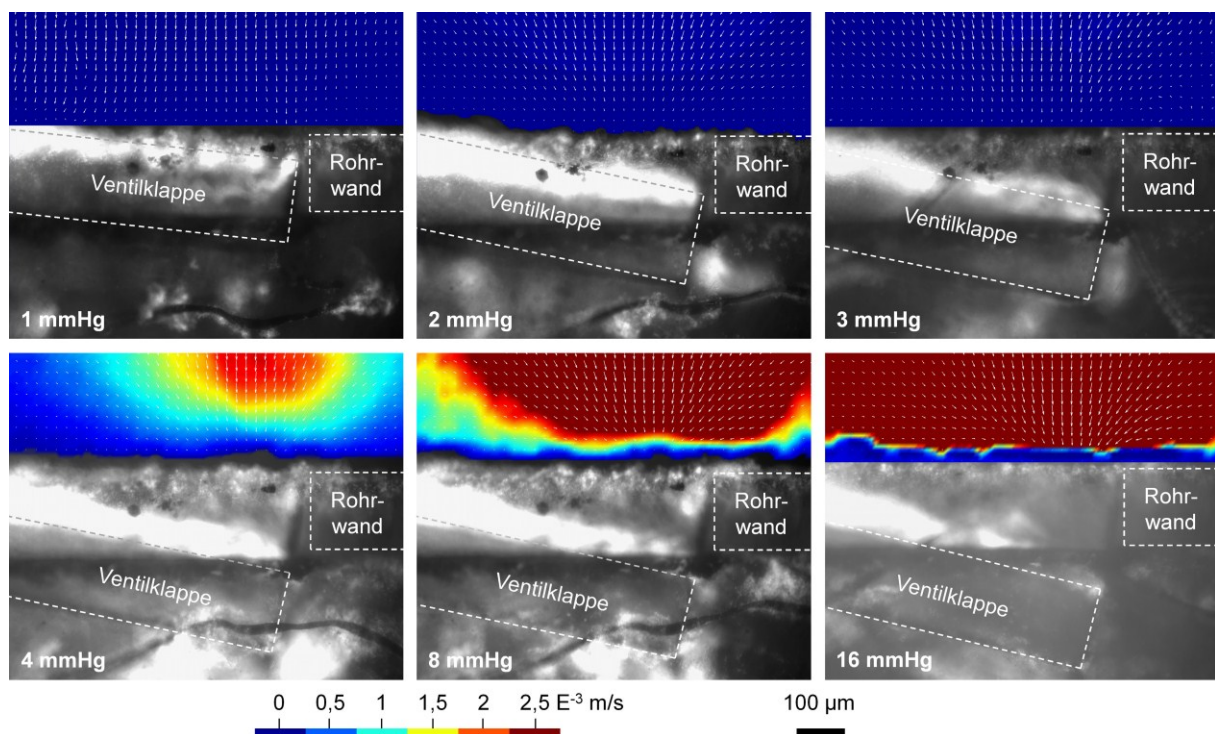 Ventilklappe
Rohr-
wand
1 mmHg
Ventilklappe
Rohr-
wand
2 mmHg
Ventilklappe
Rohr-
wand
3 mmHg
Ventilklappe
Rohr-
wand
4 mmHg
Ventilklappe
Rohr-
wand
8 mmHg
Ventilklappe
Rohr-
wand
16 mmHg
0 0,5 1 1,5 2 2,5 E⁻³ m/s
100 µm